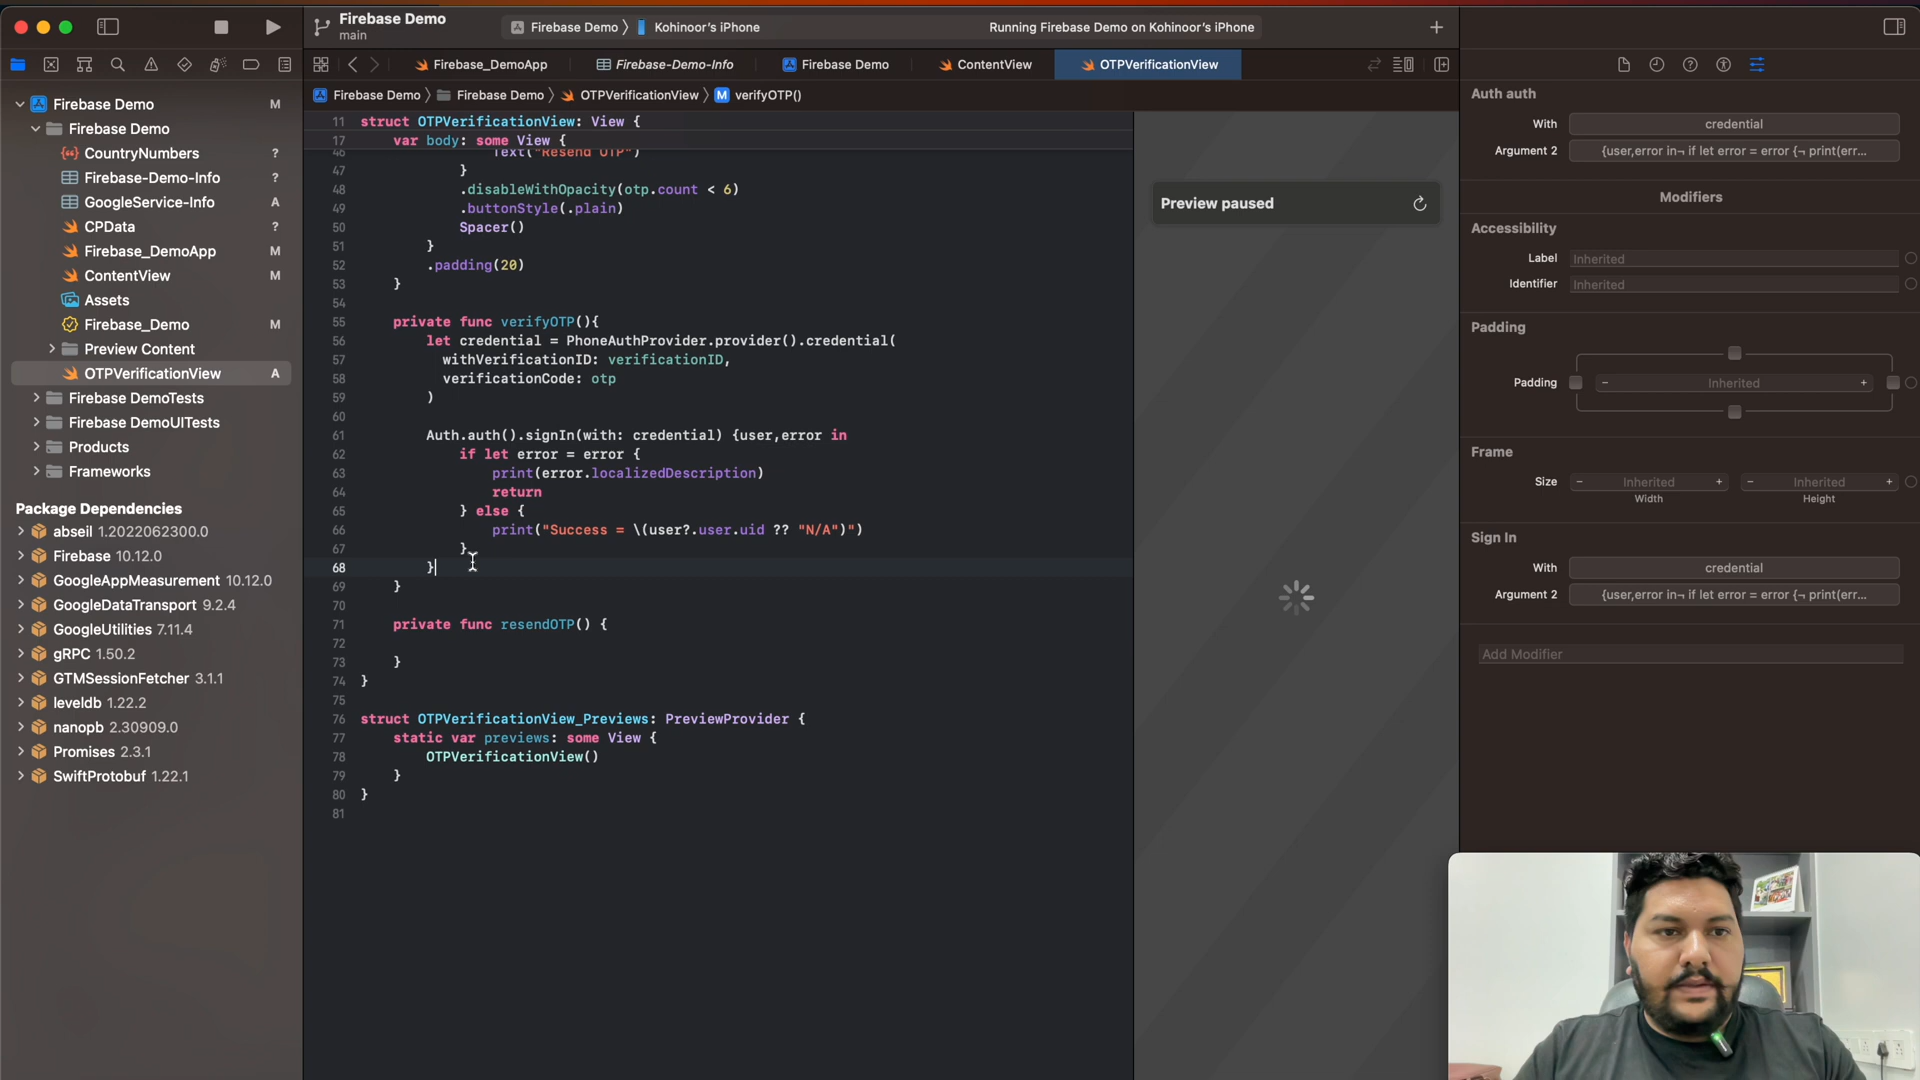 Firebase Demo
main
Firebase Demo
Kohinoor's iPhone
Running Firebase Demo on Kohinoor's iPhone
Firebase_DemoApp
Firebase-Demo-Info
Firebase Demo
ContentView
OTPVerificationView
Firebase Demo
Firebase Demo
OTPVerificationView
M
verifyOTP()
Firebase Demo M
Firebase Demo
CountryNumbers ?
Firebase-Demo-Info ?
GoogleService-Info A
CPData ?
Firebase_DemoApp M
ContentView M
Assets
Firebase_Demo M
Preview Content
OTPVerificationView A
Firebase DemoTests
Firebase DemoUITests
Products
Frameworks
Package Dependencies
abseil 1.2022062300.0
Firebase 10.12.0
GoogleAppMeasurement 10.12.0
GoogleDataTransport 9.2.4
GoogleUtilities 7.11.4
gRPC 1.50.2
GTMSessionFetcher 3.1.1
leveldb 1.22.2
nanopb 2.30909.0
Promises 2.3.1
SwiftProtobuf 1.22.1
11 struct OTPVerificationView: View {
17 var body: some View {
46 Text("Resend OTP")
47 }
48 .disableWithOpacity(otp.count < 6)
49 .buttonStyle(.plain)
50 Spacer()
51 }
52 .padding(20)
53 }
54
55 private func verifyOTP(){
56 let credential = PhoneAuthProvider.provider().credential(
57 withVerificationID: verificationID,
58 verificationCode: otp
59 )
60
61 Auth.auth().signIn(with: credential) {user,error in
62 if let error = error {
63 print(error.localizedDescription)
64 return
65 } else {
66 print("Success = \(user?.user.uid ?? "N/A")")
67 }
68 }
69 }
70
71 private func resendOTP() {
72
73 }
74 }
75
76 struct OTPVerificationView_Previews: PreviewProvider {
77 static var previews: some View {
78 OTPVerificationView()
79 }
80 }
81
Preview paused
Auth auth
With credential
Argument 2 {user,error in¬ if let error = error {¬ print(err...
Modifiers
Accessibility
Label Inherited
Identifier Inherited
Padding
Padding − Inherited +
Frame
Size − Inherited + − Inherited +
Width Height
Sign In
With credential
Argument 2 {user,error in¬ if let error = error {¬ print(err...
Add Modifier